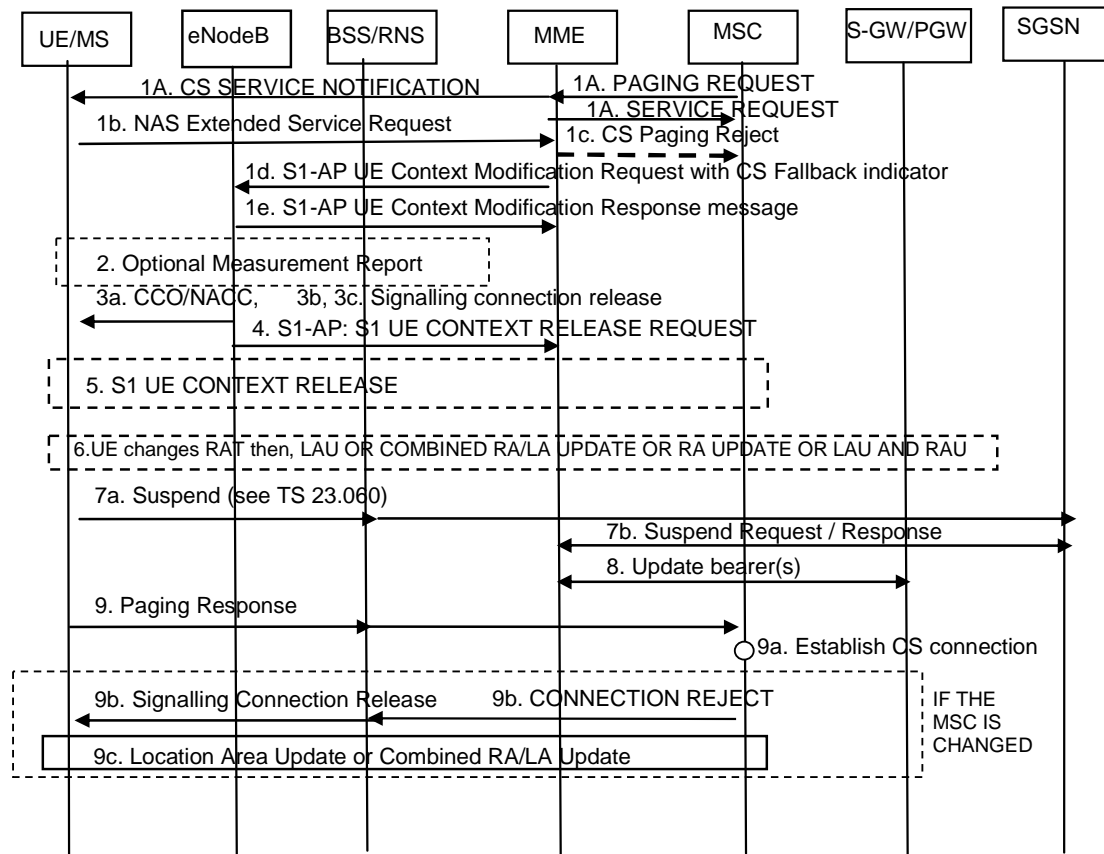 UE/MS
eNodeB
BSS/RNS
MME
MSC
S-GW/PGW
SGSN
1A. CS SERVICE NOTIFICATION
1A. PAGING REQUEST
1A. SERVICE REQUEST
1b. NAS Extended Service Request
1c. CS Paging Reject
1d. S1-AP UE Context Modification Request with CS Fallback indicator
1e. S1-AP UE Context Modification Response message
2. Optional Measurement Report
3a. CCO/NACC, 3b, 3c. Signalling connection release
4. S1-AP: S1 UE CONTEXT RELEASE REQUEST
5. S1 UE CONTEXT RELEASE
6.UE changes RAT then, LAU OR COMBINED RA/LA UPDATE OR RA UPDATE OR LAU AND RAU
7a. Suspend (see TS 23.060)
7b. Suspend Request / Response
8. Update bearer(s)
9. Paging Response
9a. Establish CS connection
9b. Signalling Connection Release
9b. CONNECTION REJECT
IF THE
MSC IS
CHANGED
9c. Location Area Update or Combined RA/LA Update